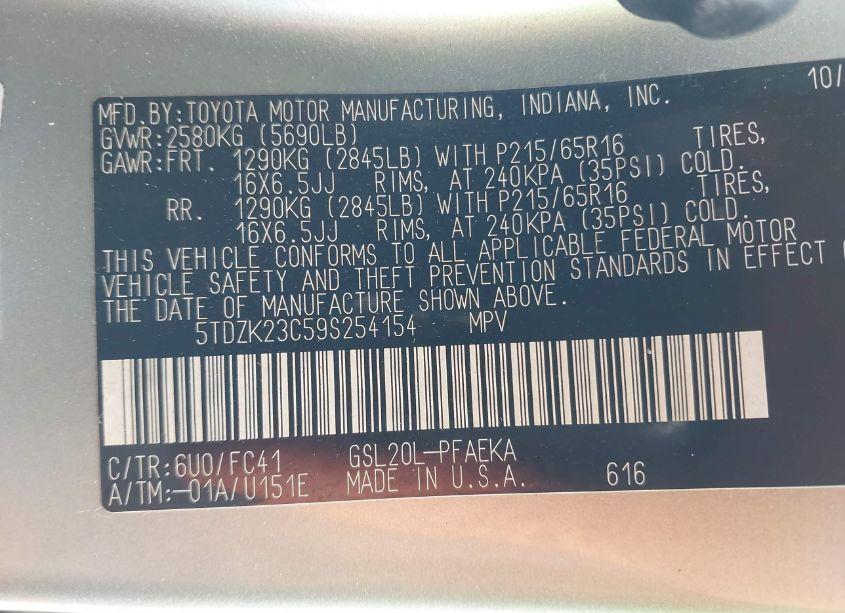 10/
MFD.BY:TOYOTA MOTOR MANUFACTURING, INDIANA, INC.
GVWR:2580KG (5690LB)
GAWR:FRT. 1290KG (2845LB) WITH P215/65R16 TIRES,
16X6.5JJ RIMS, AT 240KPA (35PSI) COLD.
RR. 1290KG (2845LB) WITH P215/65R16 TIRES,
16X6.5JJ RIMS, AT 240KPA (35PSI) COLD.
THIS VEHICLE CONFORMS TO ALL APPLICABLE FEDERAL MOTOR
VEHICLE SAFETY AND THEFT PREVENTION STANDARDS IN EFFECT
THE DATE OF MANUFACTURE SHOWN ABOVE.
5TDZK23C59S254154 MPV
C/TR:6U0/FC41 GSL20L-PFAEKA
A/TM:-01A/U151E MADE IN U.S.A. 616